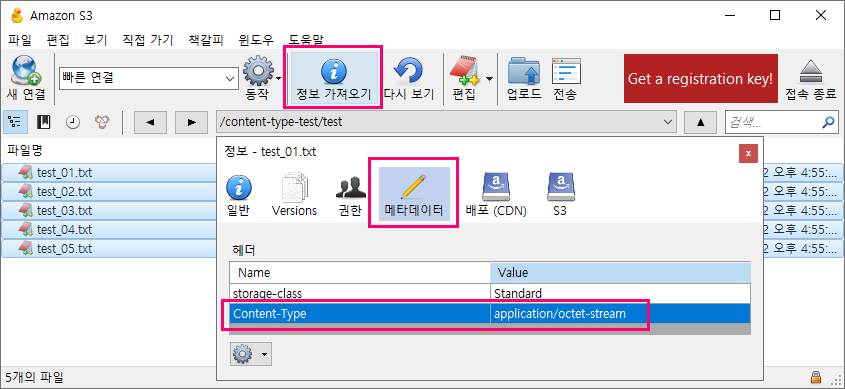 Amazon S3
파일 편집 보기 직접 가기 책갈피 윈도우 도움말
새 연결 빠른 연결 동작 정보 가져오기 다시 보기 편집 업로드 전송 Get a registration key! 접속 종료
/content-type-test/test 검색...
파일명
정보 - test_01.txt
test_01.txt 2 오후 4:55:...
test_02.txt 2 오후 4:55:...
test_03.txt 2 오후 4:55:...
test_04.txt 2 오후 4:55:...
test_05.txt 2 오후 4:55:...
일반 Versions 권한 메타데이터 배포 (CDN) S3
헤더
Name Value
storage-class Standard
Content-Type application/octet-stream
5개의 파일